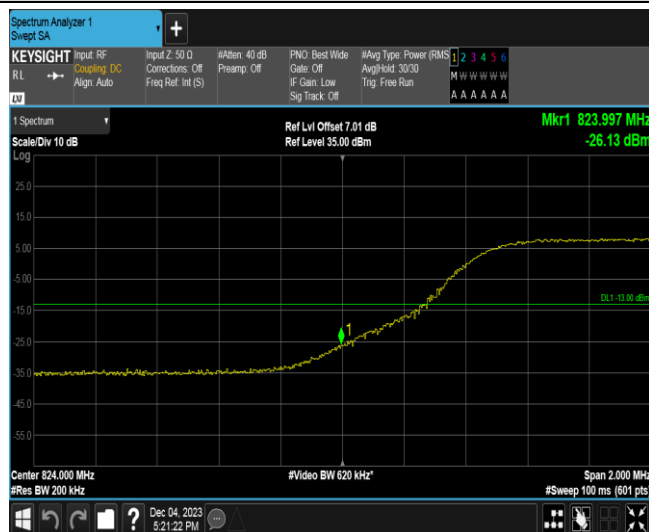 Spectrum Analyzer 1
Swept SA
KEYSIGHT
RL
Input: RF
Coupling: DC
Align: Auto
Input Z: 50 Ω
Corrections: Off
Freq Ref: Int (S)
#Atten: 40 dB
Preamp: Off
PNO: Best Wide
Gate: Off
IF Gain: Low
Sig Track: Off
#Avg Type: Power (RMS
Avg|Hold: 30/30
Trig: Free Run
1 2 3 4 5 6
M W W W W W
A A A A A A
LXI
1 Spectrum
Scale/Div 10 dB
Log
Ref Lvl Offset 7.01 dB
Ref Level 35.00 dBm
Mkr1 823.997 MHz
-26.13 dBm
25.0
15.0
5.00
-5.00
-15.0
-25.0
-35.0
-45.0
-55.0
DL1 -13.00 dBm
1
Center 824.000 MHz
#Res BW 200 kHz
#Video BW 620 kHz*
Span 2.000 MHz
#Sweep 100 ms (601 pts)
?
Dec 04, 2023
5:21:22 PM